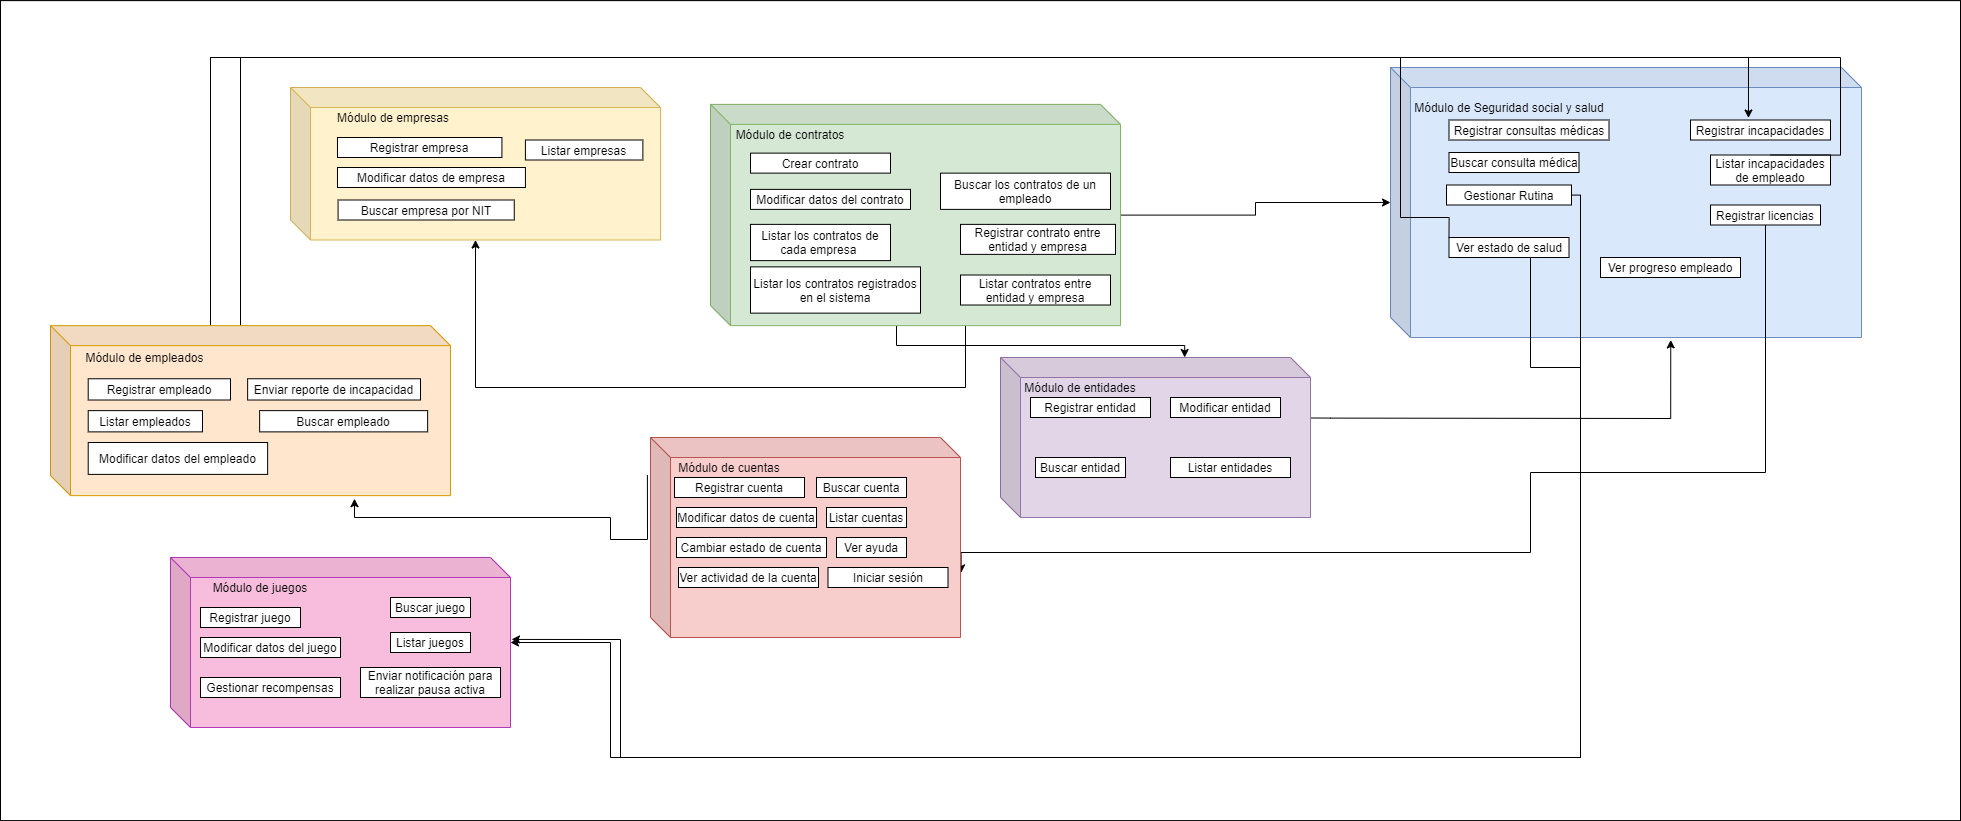 Módulo de empresas
Registrar empresa
Listar empresas
Modificar datos de empresa
Buscar empresa por NIT
Módulo de contratos
Crear contrato
Modificar datos del contrato
Buscar los contratos de un
empleado
Listar los contratos de
cada empresa
Registrar contrato entre
entidad y empresa
Listar los contratos registrados
en el sistema
Listar contratos entre
entidad y empresa
Módulo de Seguridad social y salud
Registrar consultas médicas
Registrar incapacidades
Buscar consulta médica
Listar incapacidades
de empleado
Gestionar Rutina
Registrar licencias
Ver estado de salud
Ver progreso empleado
Módulo de empleados
Registrar empleado
Enviar reporte de incapacidad
Listar empleados
Buscar empleado
Modificar datos del empleado
Módulo de entidades
Registrar entidad
Modificar entidad
Buscar entidad
Listar entidades
Módulo de cuentas
Registrar cuenta
Buscar cuenta
Modificar datos de cuenta
Listar cuentas
Cambiar estado de cuenta
Ver ayuda
Ver actividad de la cuenta
Iniciar sesión
Módulo de juegos
Buscar juego
Registrar juego
Listar juegos
Modificar datos del juego
Enviar notificación para
realizar pausa activa
Gestionar recompensas